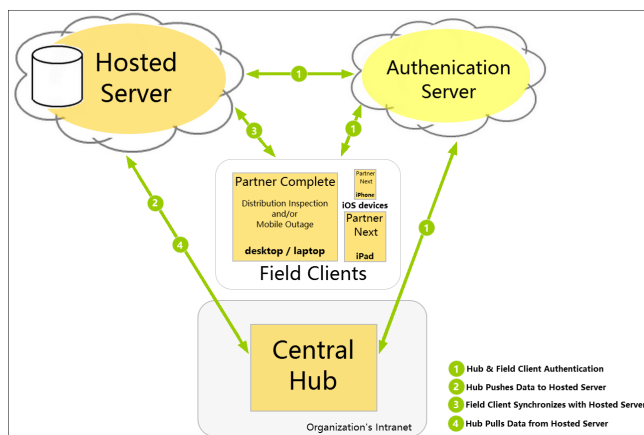 Hosted
Server
Authenication
Server
1
3
1
2
4
1
Partner Complete
Distribution Inspection
and/or
Mobile Outage
desktop / laptop
Partner
Next
iPhone
iOS devices
Partner
Next
iPad
Field Clients
Central
Hub
Organization's Intranet
1 Hub & Field Client Authentication
2 Hub Pushes Data to Hosted Server
3 Field Client Synchronizes with Hosted Server
4 Hub Pulls Data from Hosted Server